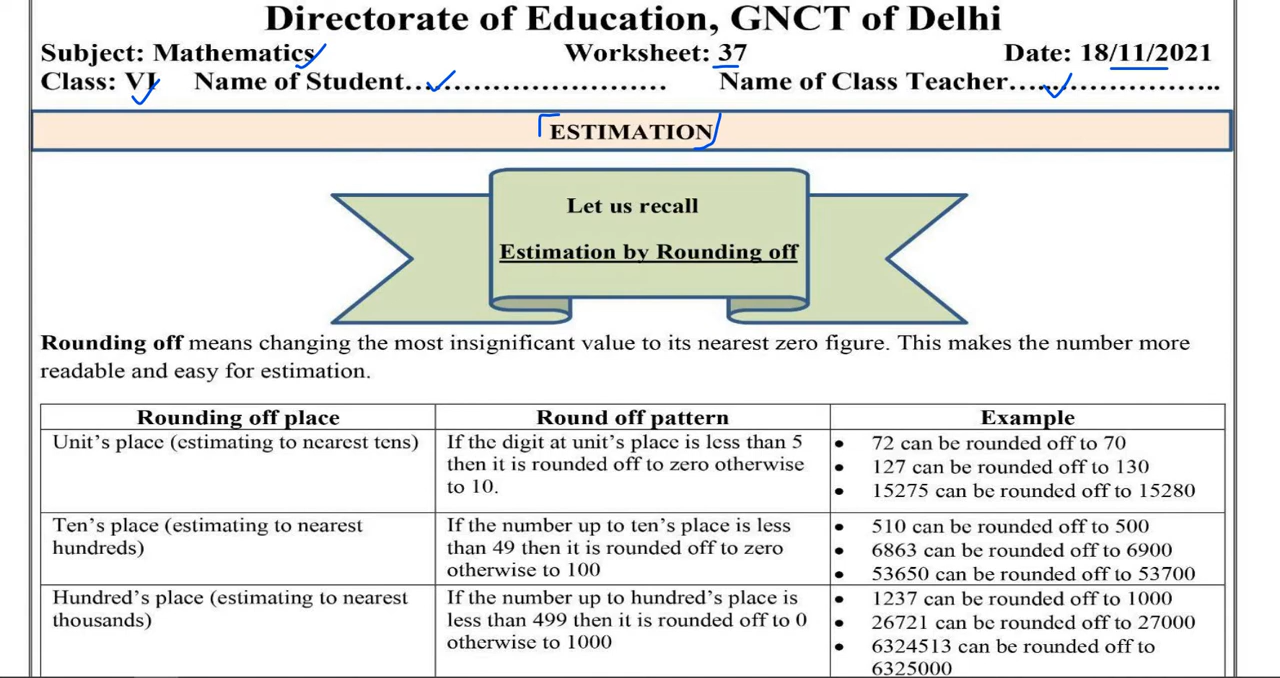 Directorate of Education, GNCT of Delhi
Subject: Mathematics Worksheet: 37 Date: 18/11/2021
Class: VI Name of Student………………………… Name of Class Teacher…………………..
ESTIMATION
Let us recall
Estimation by Rounding off
Rounding off means changing the most insignificant value to its nearest zero figure. This makes the number more
readable and easy for estimation.
Rounding off place Round off pattern Example
Unit's place (estimating to nearest tens)
If the digit at unit's place is less than 5
then it is rounded off to zero otherwise
to 10.
• 72 can be rounded off to 70
• 127 can be rounded off to 130
• 15275 can be rounded off to 15280
Ten's place (estimating to nearest
hundreds)
If the number up to ten's place is less
than 49 then it is rounded off to zero
otherwise to 100
• 510 can be rounded off to 500
• 6863 can be rounded off to 6900
• 53650 can be rounded off to 53700
Hundred's place (estimating to nearest
thousands)
If the number up to hundred's place is
less than 499 then it is rounded off to 0
otherwise to 1000
• 1237 can be rounded off to 1000
• 26721 can be rounded off to 27000
• 6324513 can be rounded off to
6325000